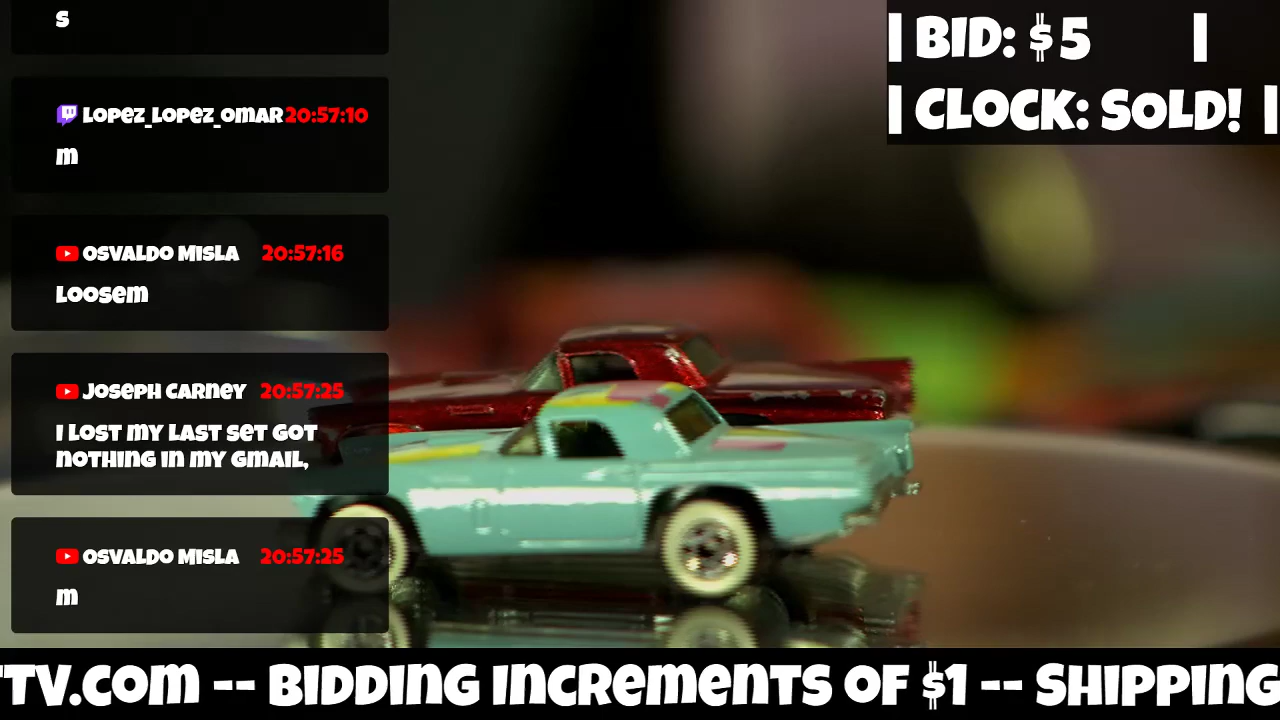 s
Lopez_Lopez_Omar 20:57:10
m
Osvaldo Misla 20:57:16
Loosem
Joseph Carney 20:57:25
I lost my last set got
nothing in my gmail,
Osvaldo Misla 20:57:25
m
| BID: $5 |
| CLOCK: SOLD! |
TV.com -- Bidding increments of $1 -- Shipping